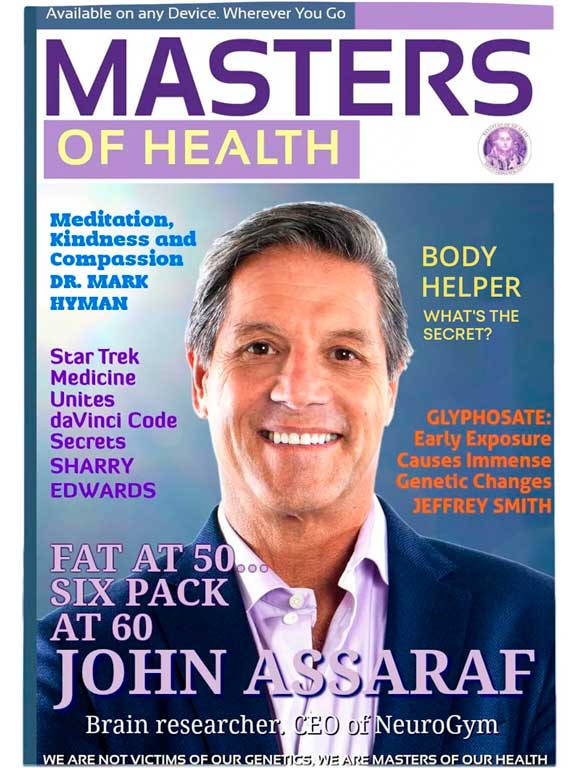 Available on any Device. Wherever You Go
MASTERS
OF HEALTH
Meditation,
Kindness and
Compassion
DR. MARK
HYMAN
BODY
HELPER
WHAT'S THE
SECRET?
Star Trek
Medicine
Unites
daVinci Code
Secrets
SHARRY
EDWARDS
GLYPHOSATE:
Early Exposure
Causes Immense
Genetic Changes
JEFFREY SMITH
FAT AT 50...
SIX PACK
AT 60
JOHN ASSARAF
Brain researcher. CEO of NeuroGym
WE ARE NOT VICTIMS OF OUR GENETICS, WE ARE MASTERS OF OUR HEALTH